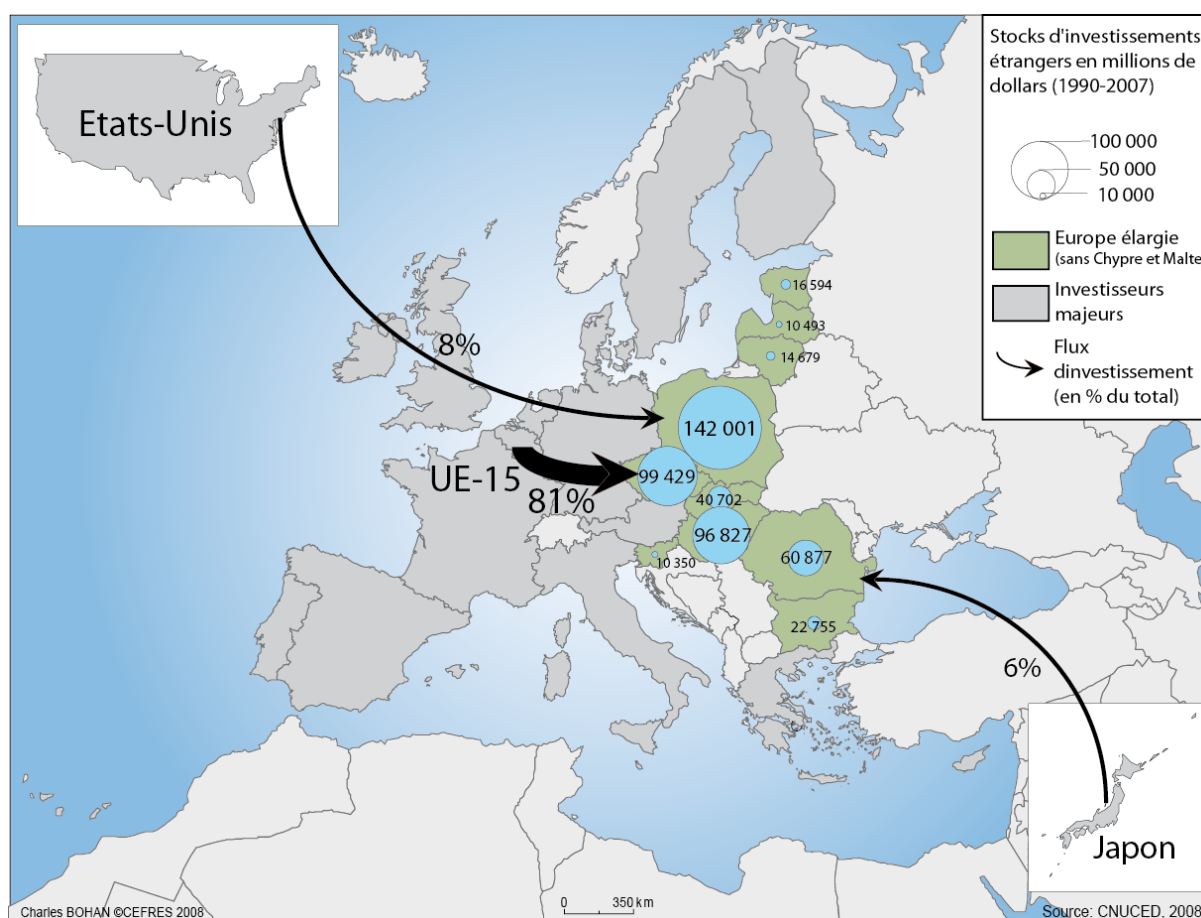 Etats-Unis
Stocks d'investissements
étrangers en millions de
dollars (1990-2007)
100 000
50 000
10 000
Europe élargie
(sans Chypre et Malte
Investisseurs
majeurs
Flux
dinvestissement
(en % du total)
16 594
10 493
14 679
8%
142 001
UE-15
81%
99 429
40 702
96 827
10 350
60 877
22 755
6%
Japon
Charles BOHAN ©CEFRES 2008
0 350 km
Source: CNUCED, 2008